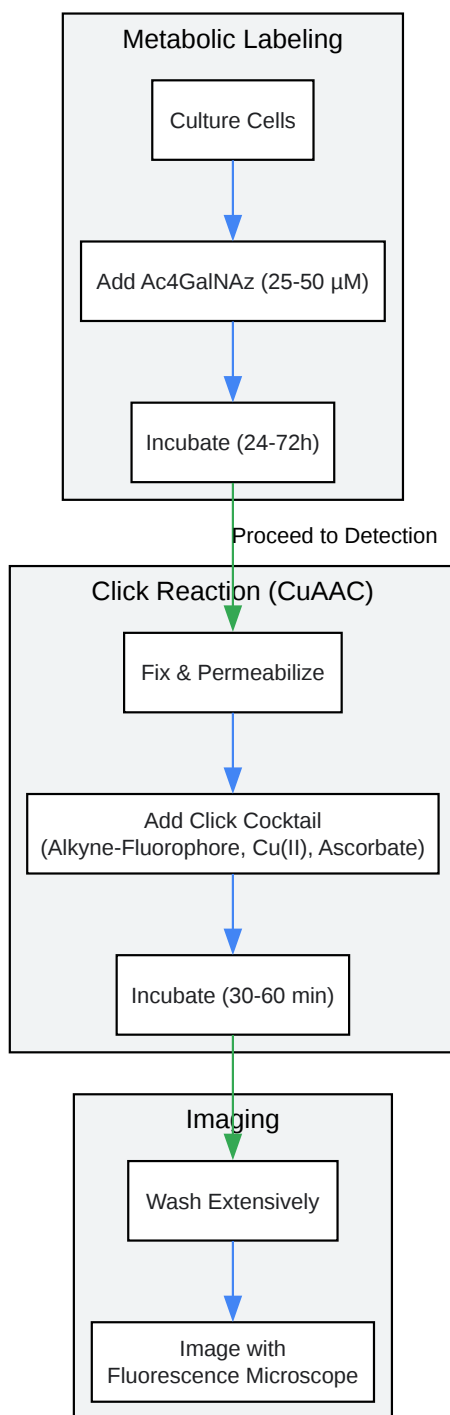 Metabolic Labeling
Culture Cells
Add Ac4GalNAz (25-50 µM)
Incubate (24-72h)
Proceed to Detection
Click Reaction (CuAAC)
Fix & Permeabilize
Add Click Cocktail
(Alkyne-Fluorophore, Cu(II), Ascorbate)
Incubate (30-60 min)
Imaging
Wash Extensively
Image with
Fluorescence Microscope